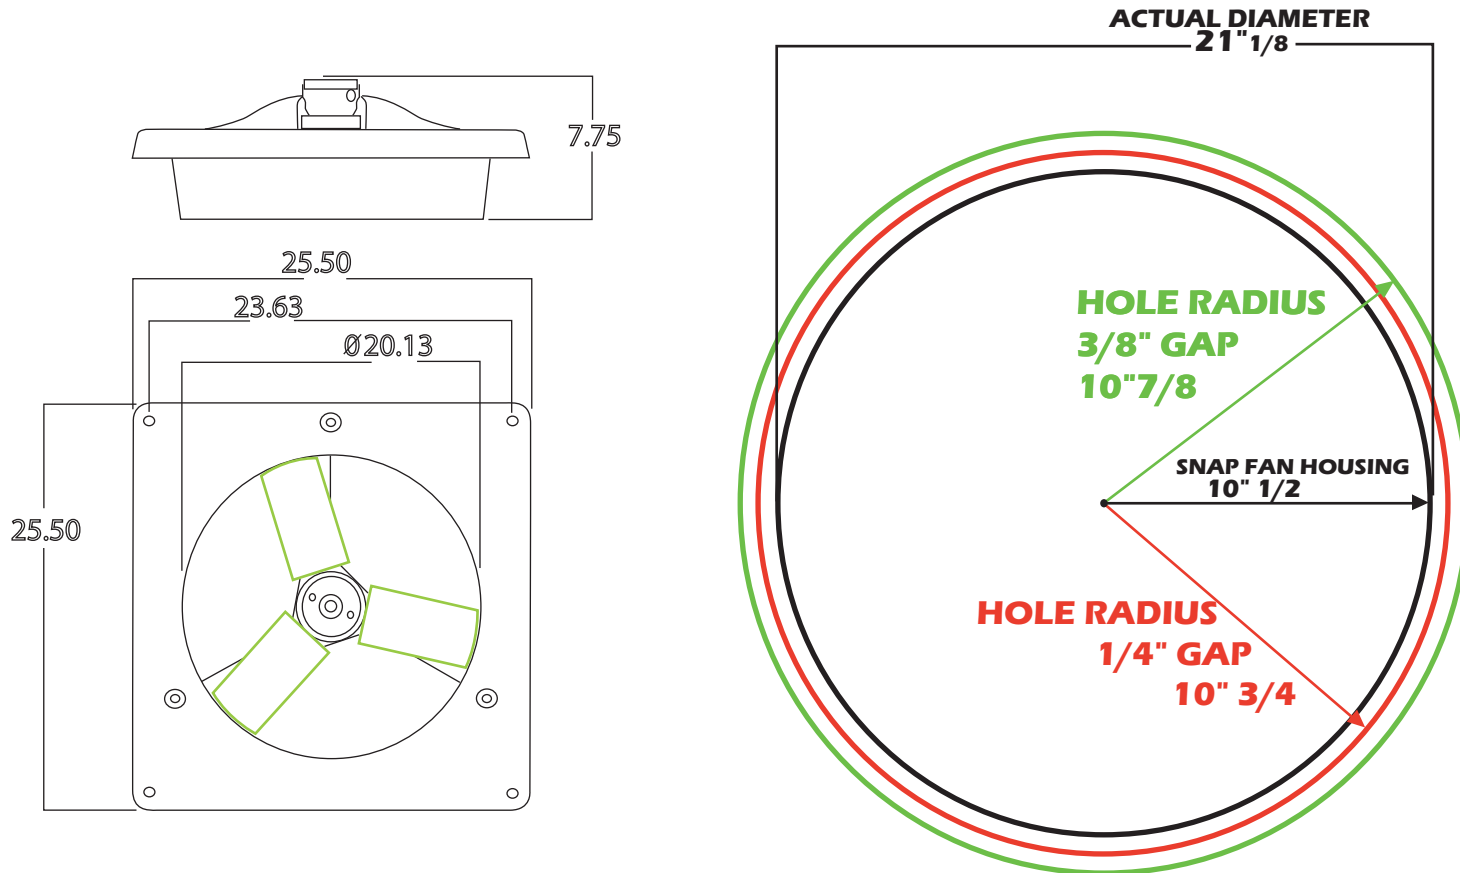 7.75
25.50
23.63
Ø20.13
25.50
ACTUAL DIAMETER
21"1/8
HOLE RADIUS
3/8" GAP
10"7/8
SNAP FAN HOUSING
10" 1/2
HOLE RADIUS
1/4" GAP
10" 3/4